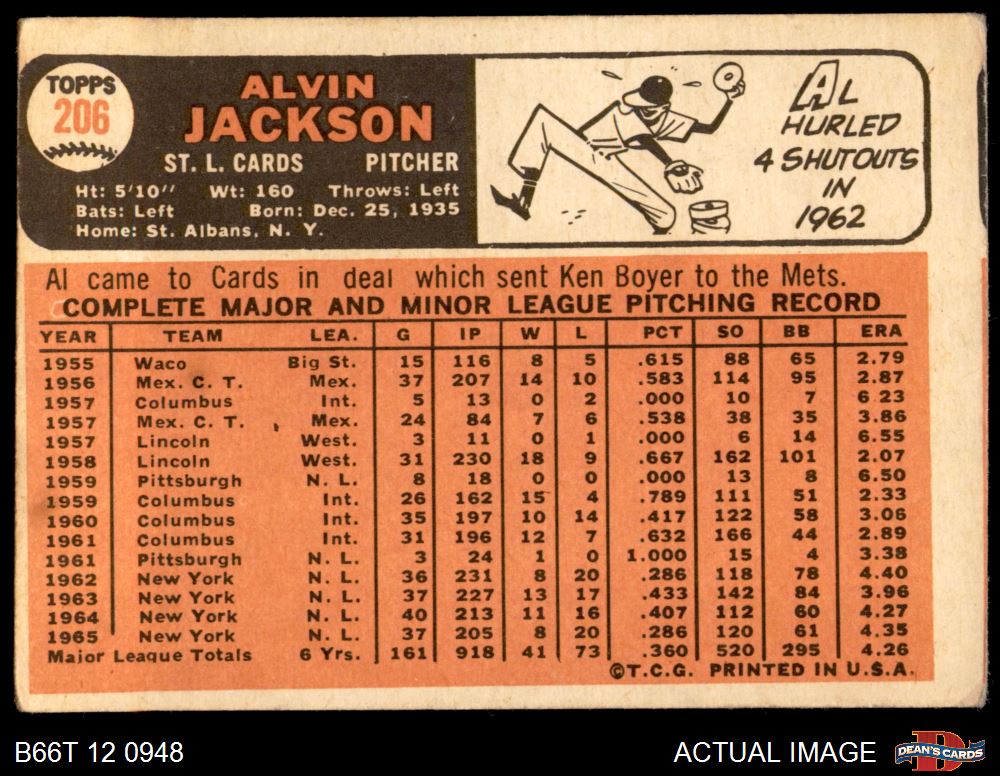 TOPPS
206
ALVIN
JACKSON
ST. L. CARDS PITCHER
Ht: 5'10" Wt: 160 Throws: Left
Bats: Left Born: Dec. 25, 1935
Home: St. Albans, N. Y.
AL
HURLED
4 SHUTOUTS
IN
1962
Al came to Cards in deal which sent Ken Boyer to the Mets.
COMPLETE MAJOR AND MINOR LEAGUE PITCHING RECORD
YEAR TEAM LEA. G IP W L PCT SO BB ERA
1955 Waco Big St. 15 116 8 5 .615 88 65 2.79
1956 Mex. C. T. Mex. 37 207 14 10 .583 114 95 2.87
1957 Columbus Int. 5 13 0 2 .000 10 7 6.23
1957 Mex. C. T. Mex. 24 84 7 6 .538 38 35 3.86
1957 Lincoln West. 3 11 0 1 .000 6 14 6.55
1958 Lincoln West. 31 230 18 9 .667 162 101 2.07
1959 Pittsburgh N. L. 8 18 0 0 .000 13 8 6.50
1959 Columbus Int. 26 162 15 4 .789 111 51 2.33
1960 Columbus Int. 35 197 10 14 .417 122 58 3.06
1961 Columbus Int. 31 196 12 7 .632 166 44 2.89
1961 Pittsburgh N. L. 3 24 1 0 1.000 15 4 3.38
1962 New York N. L. 36 231 8 20 .286 118 78 4.40
1963 New York N. L. 37 227 13 17 .433 142 84 3.96
1964 New York N. L. 40 213 11 16 .407 112 60 4.27
1965 New York N. L. 37 205 8 20 .286 120 61 4.35
Major League Totals 6 Yrs. 161 918 41 73 .360 520 295 4.26
©T.C.G. PRINTED IN U.S.A.
B66T 12 0948
ACTUAL IMAGE
DEAN'S CARDS